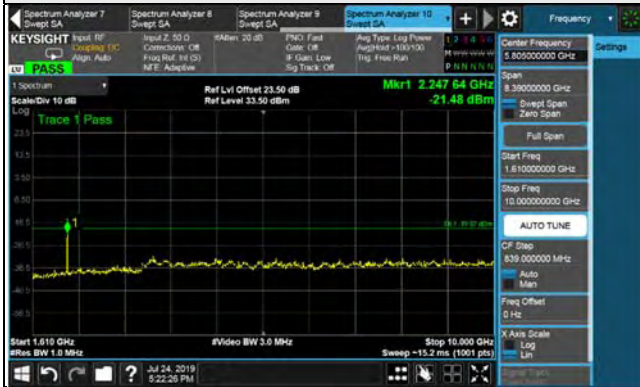 Spectrum Analyzer 7 Swept SA
Spectrum Analyzer 8 Swept SA
Spectrum Analyzer 9 Swept SA
Spectrum Analyzer 10 Swept SA
Frequency
KEYSIGHT
Input: RF
Coupling: DC
Align: Auto
Input Z: 50 Ω
Corrections: Off
Freq Ref: Int (S)
NFE: Adaptive
#Atten: 20 dB
PNO: Fast
Gate: Off
IF Gain: Low
Sig Track: Off
Avg Type: Log Power
Avg|Hold >100/100
Trig: Free Run
1 2 3 4 5 6
M W W W W W
P N N N N N
LU PASS
1 Spectrum
Scale/Div 10 dB
Log
Ref Lvl Offset 23.50 dB
Ref Level 33.50 dBm
Mkr1 2.247 64 GHz
-21.48 dBm
Trace 1 Pass
23.5
13.5
3.50
-16.5
-26.5
-36.5
-46.5
-56.5
1
Start 1.610 GHz
#Res BW 1.0 MHz
#Video BW 3.0 MHz
Stop 10.000 GHz
Sweep ~15.2 ms (1001 pts)
Jul 24, 2019
5:22:26 PM
Center Frequency
5.805000000 GHz
Settings
Span
8.39000000 GHz
Swept Span
Zero Span
Full Span
Start Freq
1.610000000 GHz
Stop Freq
10.000000000 GHz
AUTO TUNE
CF Step
839.000000 MHz
Auto
Man
Freq Offset
0 Hz
X Axis Scale
Log
Lin